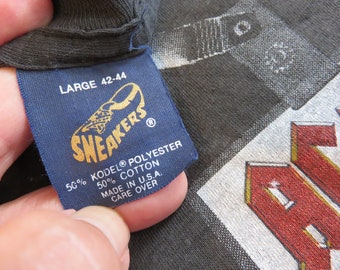 LARGE 42-44
SNEAKERS®
50% KODEL® POLYESTER
50% COTTON
MADE IN U.S.A.
CARE OVER